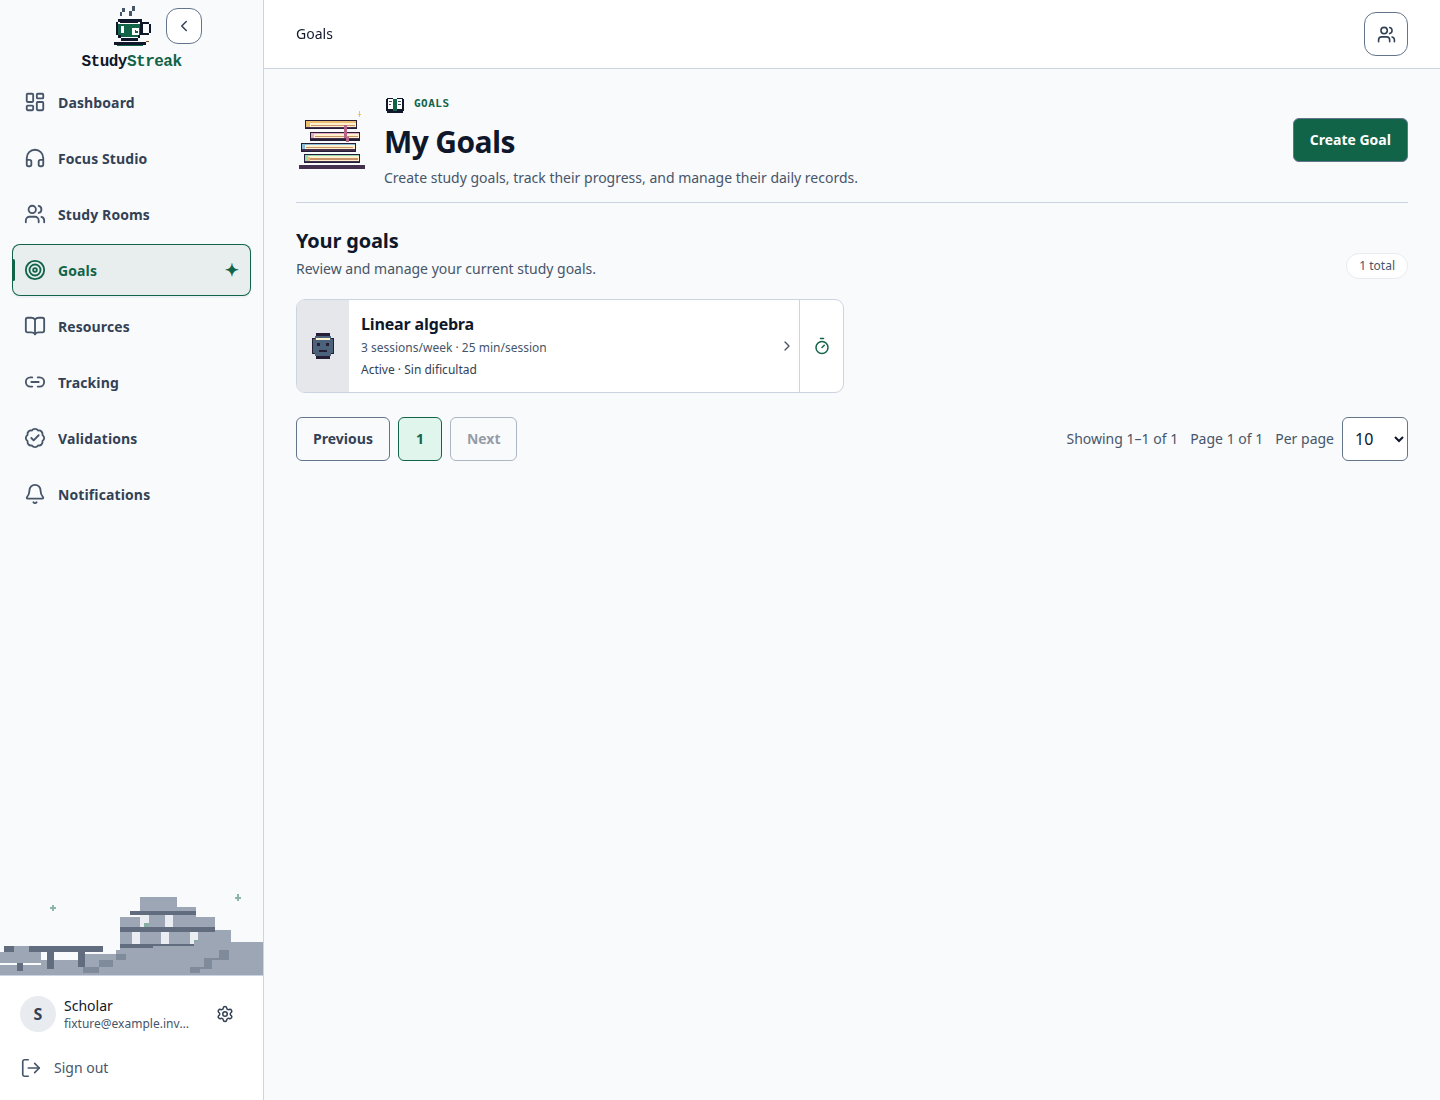 StudyStreak
Dashboard
Focus Studio
Study Rooms
Goals
Resources
Tracking
Validations
Notifications
Scholar
fixture@example.inv...
S
Sign out
Goals
GOALS
My Goals
Create study goals, track their progress, and manage their daily records.
Create Goal
Your goals
Review and manage your current study goals.
1 total
Linear algebra
3 sessions/week · 25 min/session
Active · Sin dificultad
Previous 1 Next
Showing 1–1 of 1 Page 1 of 1 Per page 10